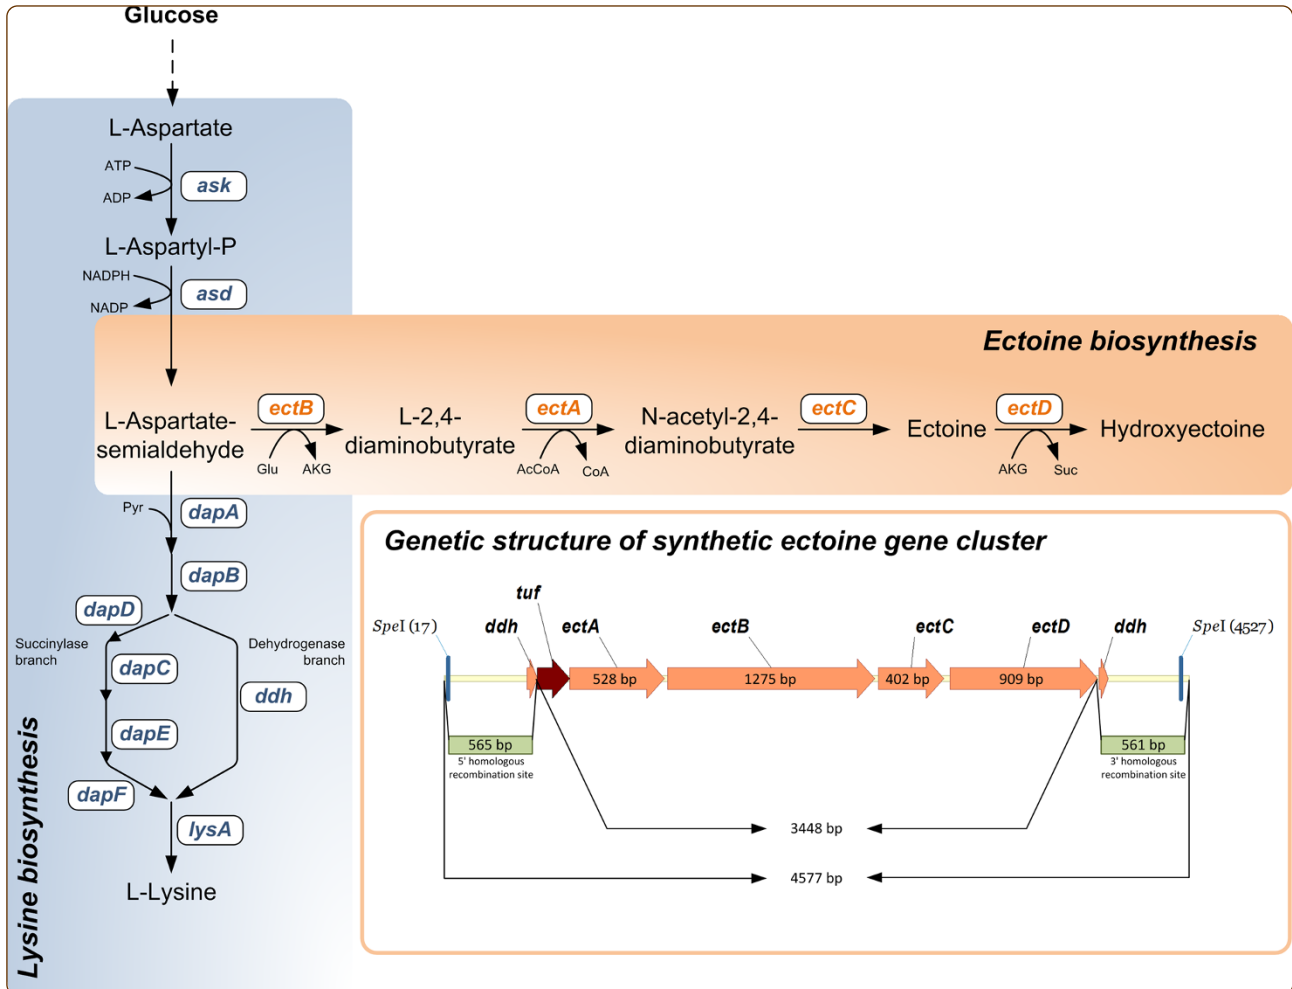 Glucose
L-Aspartate
ATP
ADP
ask
L-Aspartyl-P
NADPH
NADP
asd
Ectoine biosynthesis
L-Aspartate-
semialdehyde
ectB
Glu
AKG
L-2,4-
diaminobutyrate
ectA
AcCoA
CoA
N-acetyl-2,4-
diaminobutyrate
ectC
Ectoine
ectD
AKG
Suc
Hydroxyectoine
Pyr
dapA
dapB
dapD
Succinylase
branch
Dehydrogenase
branch
dapC
ddh
dapE
dapF
lysA
L-Lysine
Lysine biosynthesis
Genetic structure of synthetic ectoine gene cluster
SpeI (17)
ddh
tuf
ectA
ectB
ectC
ectD
ddh
SpeI (4527)
528 bp
1275 bp
402 bp
909 bp
565 bp
5' homologous
recombination site
561 bp
3' homologous
recombination site
3448 bp
4577 bp